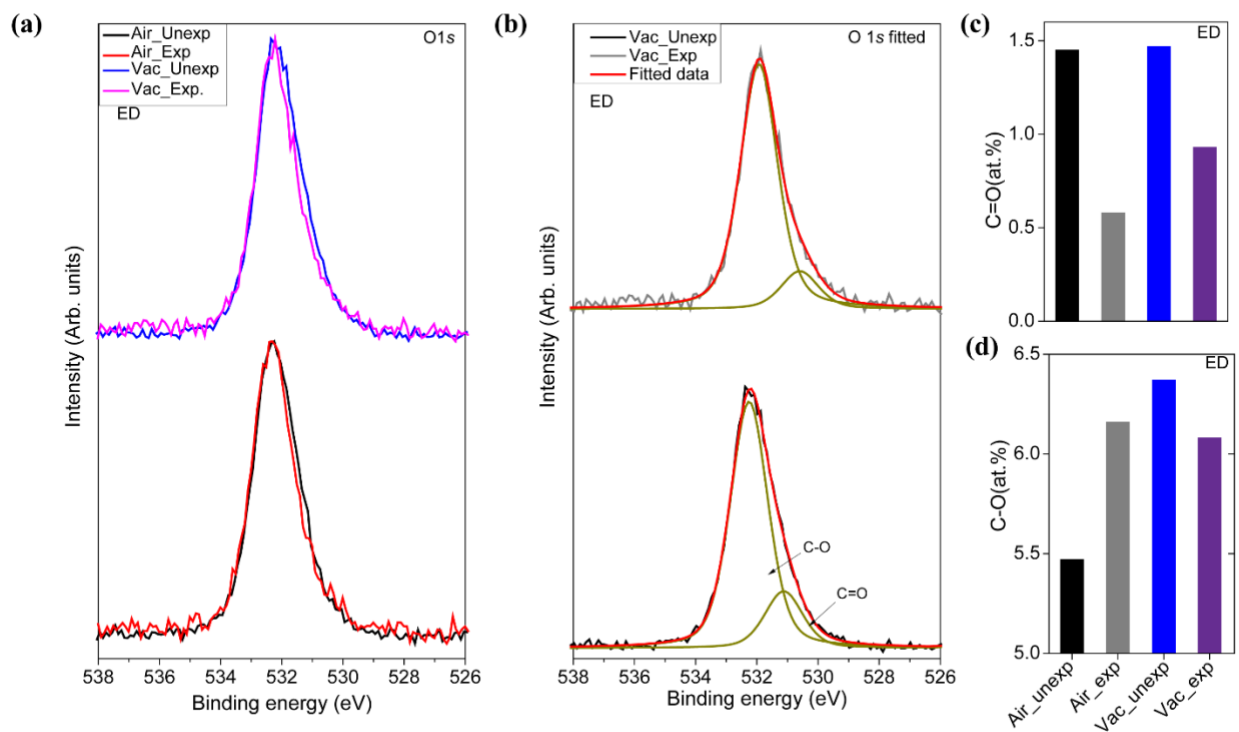 (a)
Air_Unexp
Air_Exp
Vac_Unexp
Vac_Exp.
ED
O1s
Intensity (Arb. units)
538 536 534 532 530 528 526
Binding energy (eV)
(b)
Vac_Unexp
Vac_Exp
Fitted data
ED
O 1s fitted
C-O
C=O
Intensity (Arb. units)
538 536 534 532 530 528 526
Binding energy (eV)
(c)
ED
C=O(at.%)
1.5
1.0
0.5
0.0
(d)
ED
C-O(at.%)
6.5
6.0
5.5
5.0
Air_unexp
Air_exp
Vac_unexp
Vac_exp